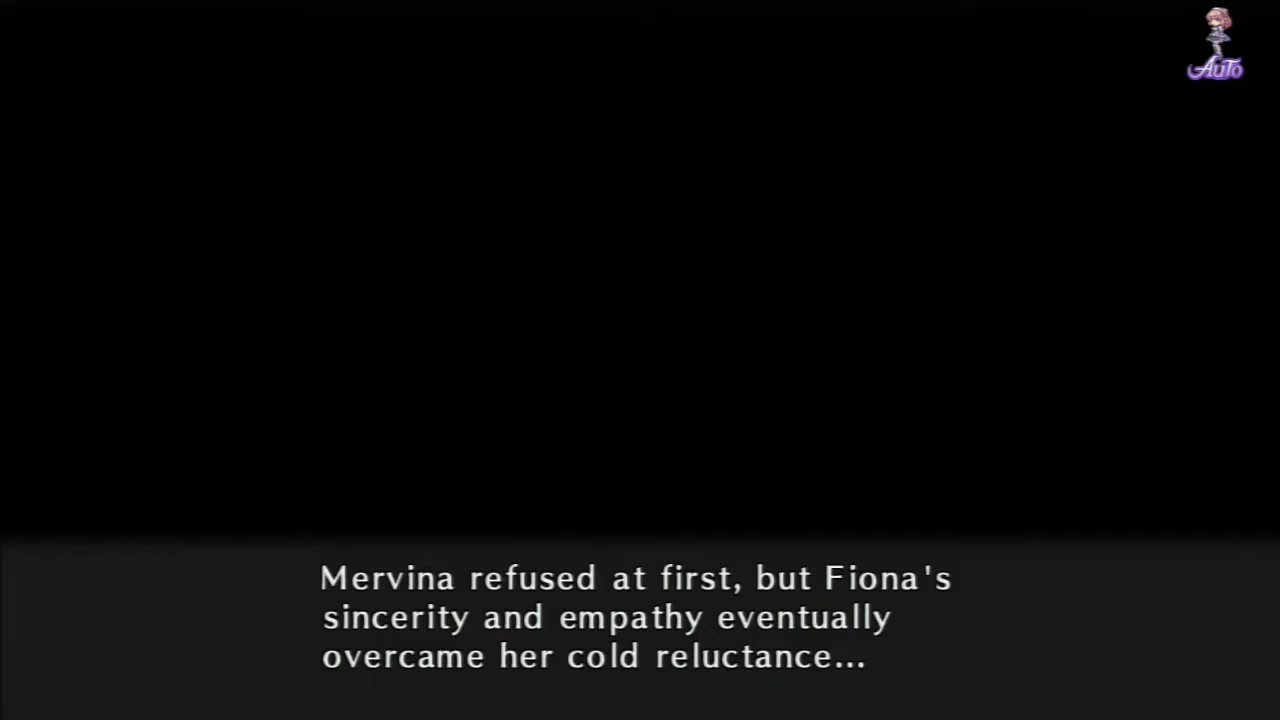 Auto
Mervina refused at first, but Fiona's
sincerity and empathy eventually
overcame her cold reluctance...